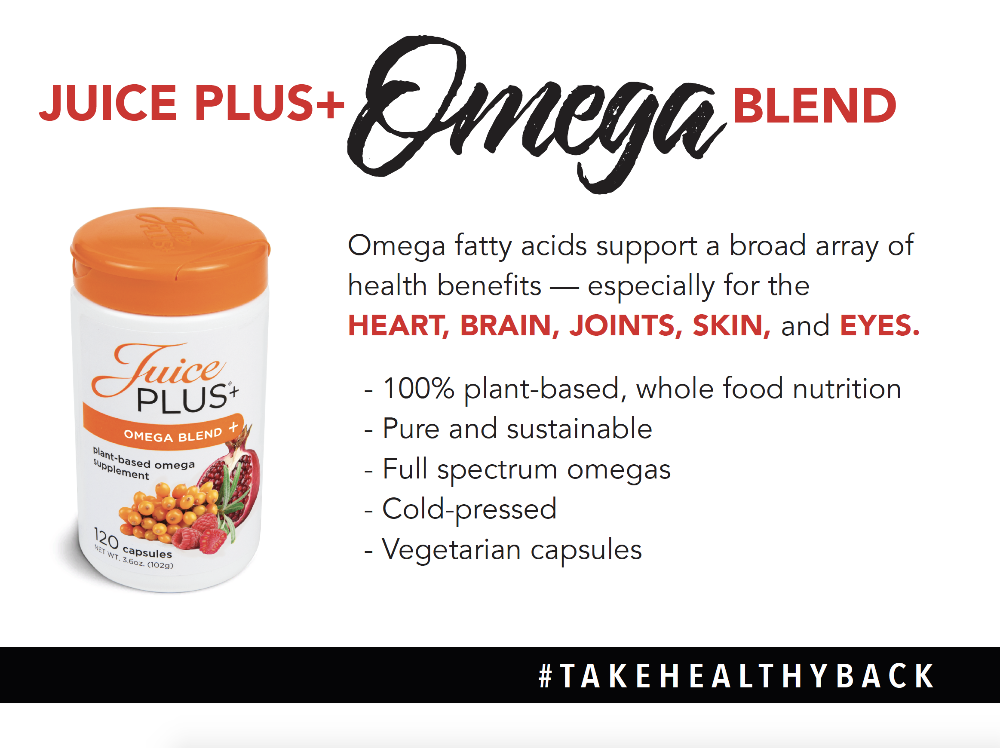 JUICE PLUS+ Omega BLEND
Omega fatty acids support a broad array of
health benefits — especially for the
HEART, BRAIN, JOINTS, SKIN, and EYES.
- 100% plant-based, whole food nutrition
- Pure and sustainable
- Full spectrum omegas
- Cold-pressed
- Vegetarian capsules
Juice
PLUS+
Juice
PLUS®+
OMEGA BLEND +
plant-based omega
supplement
120 capsules
NET WT. 3.6oz. (102g)
#TAKEHEALTHYBACK